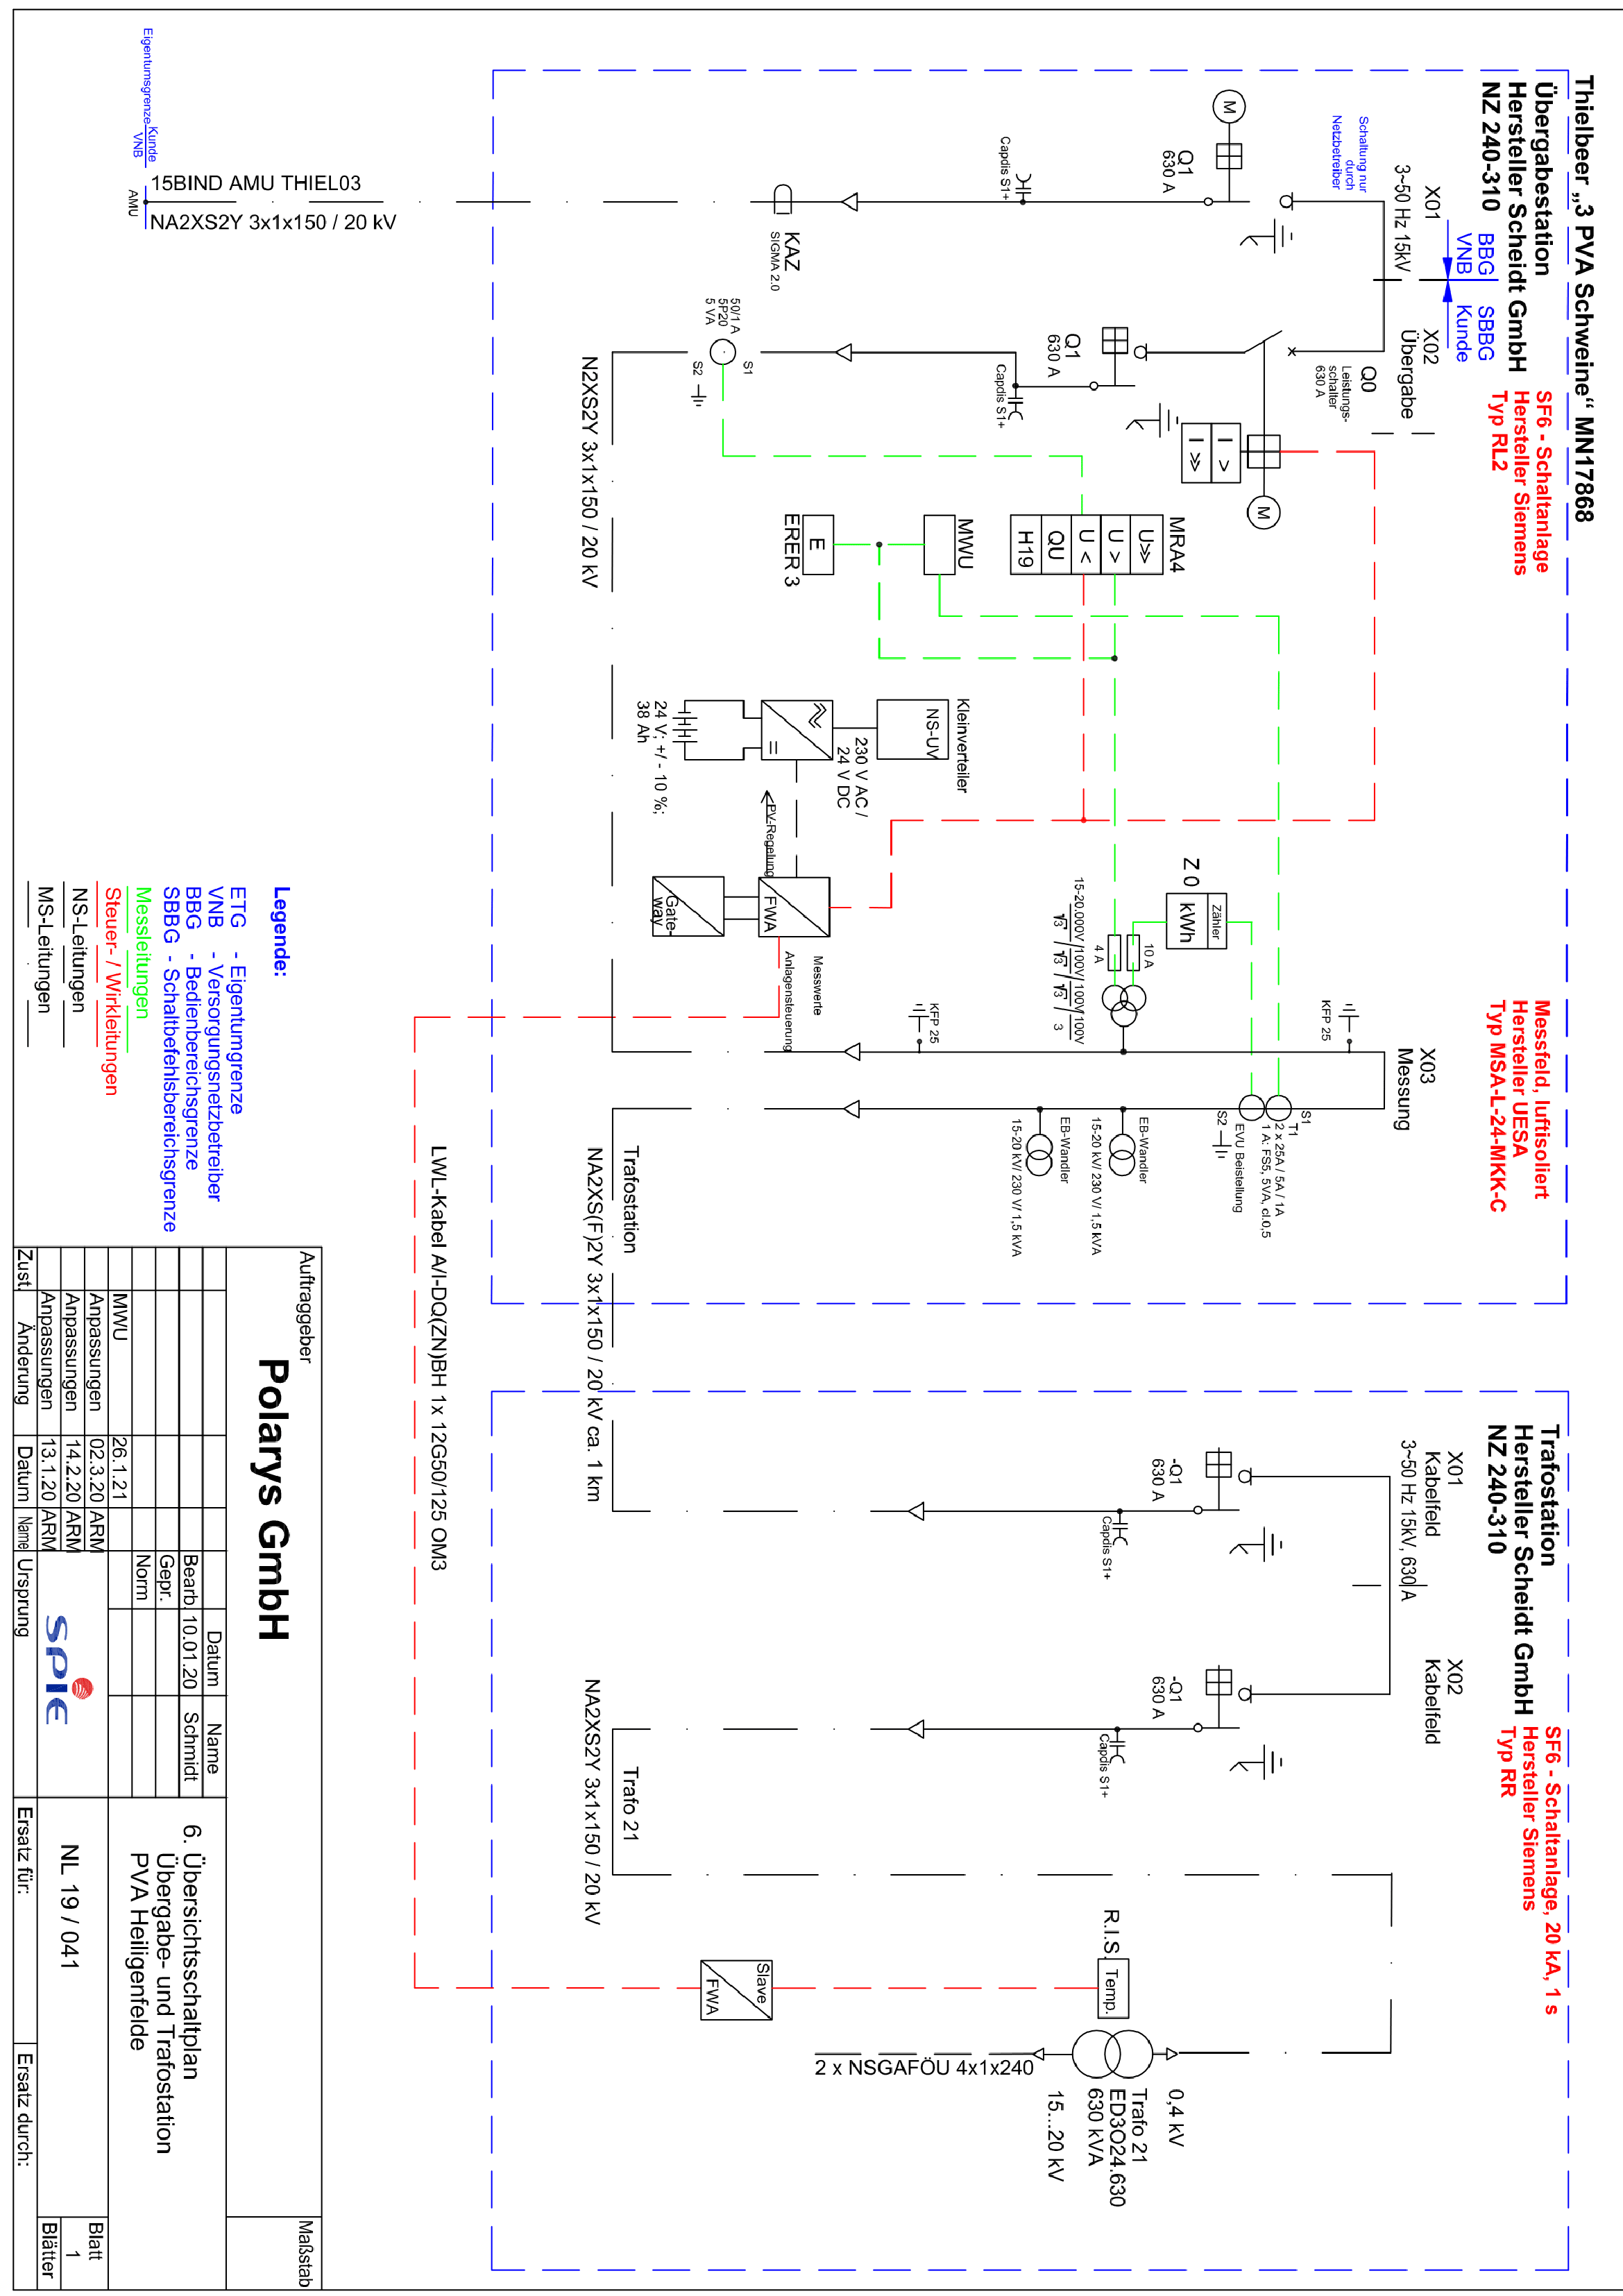 Thielbeer „3 PVA Schweine“ MN17868
Übergabestation
Hersteller Scheidt GmbH
NZ 240-310
SF6 - Schaltanlage
Hersteller Siemens
Typ RL2
Messfeld, luftisoliert
Hersteller UESA
Typ MSA-L-24-MKK-C
Trafostation
Hersteller Scheidt GmbH
NZ 240-310
SF6 - Schaltanlage, 20 kA, 1 s
Hersteller Siemens
Typ RR
BBG
VNB
SBBG
Kunde
X01
3~50 Hz 15kV
X02
Übergabe
Schaltung nur
durch
Netzbetreiber
M
Q1
630 A
Capdis S1+
KAZ
SIGMA 2.0
15BIND AMU THIEL03
NA2XS2Y 3x1x150 / 20 kV
AMU
Eigentumsgrenze
Kunde
VNB
Q0
Leistungs-
schalter
630 A
I >
I >>
M
Q1
630 A
Capdis S1+
S1
50/1 A
5P20
5 VA
S2
N2XS2Y 3x1x150 / 20 kV
MRA4
U>>
U >
U <
QU
H19
MWU
E
ERER 3
Kleinverteiler
NS-UV
230 V AC /
24 V DC
=
24 V; +/ - 10 %;
38 Ah
PV-Regelung
FWA
Gate-
way
Messwerte
Anlagensteuerung
Z 0
Zähler
kWh
10 A
4 A
15-20.000V/100V/100V/100V
√3 / √3 / √3 / 3
X03
Messung
KFP 25
KFP 25
S1
T1
2 x 25A / 5A / 1A
1 A: FS5, 5VA, cl.0,5
EVU Beistellung
S2
EB-Wandler
15-20 kV/ 230 V/ 1,5 kVA
EB-Wandler
15-20 kV/ 230 V/ 1,5 kVA
Trafostation
NA2XS(F)2Y 3x1x150 / 20 kV ca. 1 km
LWL-Kabel A/I-DQ(ZN)BH 1x 12G50/125 OM3
X01
Kabelfeld
3~50 Hz 15kV, 630 A
X02
Kabelfeld
-Q1
630 A
Capdis S1+
-Q1
630 A
Capdis S1+
Trafo 21
NA2XS2Y 3x1x150 / 20 kV
R.I.S.
Temp.
Slave
FWA
0,4 kV
Trafo 21
ED3O24.630
630 kVA
15...20 kV
2 x NSGAFÖU 4x1x240
Legende:
ETG - Eigentumgrenze
VNB - Versorgungsnetzbetreiber
BBG - Bedienbereichsgrenze
SBBG - Schaltbefehlsbereichsgrenze
Messleitungen
Steuer- / Wirkleitungen
NS-Leitungen
MS-Leitungen
Auftraggeber
Polarys GmbH
Maßstab
Datum Name
Bearb. 10.01.20 Schmidt
Gepr.
Norm
MWU 26.1.21
Anpassungen 02.3.20 ARM
Anpassungen 14.2.20 ARM
Anpassungen 13.1.20 ARM
Zust. Änderung Datum Name Ursprung
SPIE
6. Übersichtsschaltplan
Übergabe- und Trafostation
PVA Heiligenfelde
NL 19 / 041
Blatt
1
Blätter
Ersatz für:
Ersatz durch: